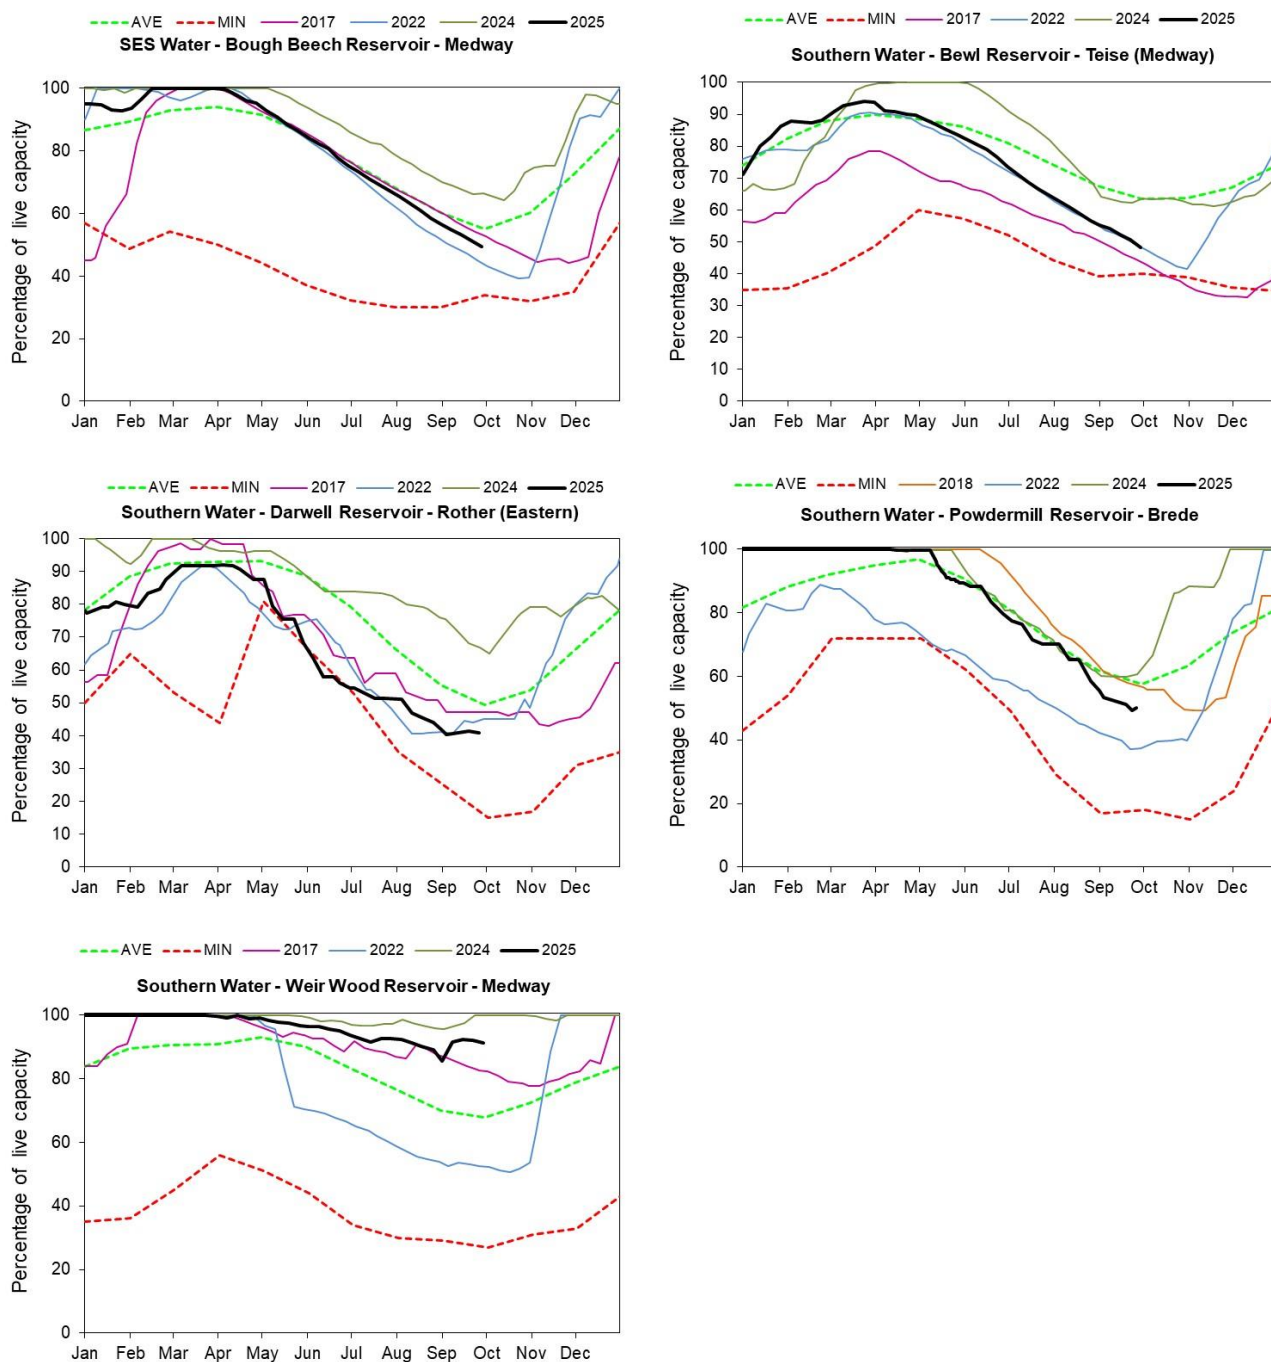 AVE MIN 2017 2022 2024 2025
SES Water - Bough Beech Reservoir - Medway
Percentage of live capacity
100
80
60
40
20
0
Jan Feb Mar Apr May Jun Jul Aug Sep Oct Nov Dec
AVE MIN 2017 2022 2024 2025
Southern Water - Bewl Reservoir - Teise (Medway)
Percentage of live capacity
100
90
80
70
60
50
40
30
20
10
0
Jan Feb Mar Apr May Jun Jul Aug Sep Oct Nov Dec
AVE MIN 2017 2022 2024 2025
Southern Water - Darwell Reservoir - Rother (Eastern)
Percentage of live capacity
100
90
80
70
60
50
40
30
20
10
0
Jan Feb Mar Apr May Jun Jul Aug Sep Oct Nov Dec
AVE MIN 2018 2022 2024 2025
Southern Water - Powdermill Reservoir - Brede
Percentage of live capacity
100
80
60
40
20
0
Jan Feb Mar Apr May Jun Jul Aug Sep Oct Nov Dec
AVE MIN 2017 2022 2024 2025
Southern Water - Weir Wood Reservoir - Medway
Percentage of live capacity
100
80
60
40
20
0
Jan Feb Mar Apr May Jun Jul Aug Sep Oct Nov Dec